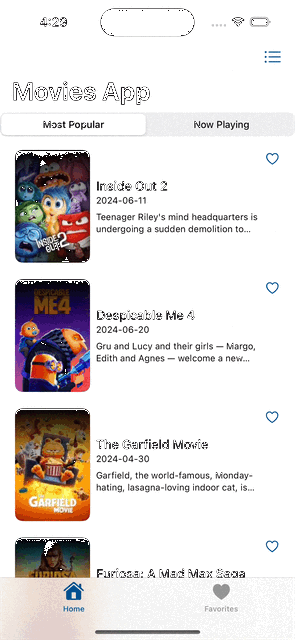 4:29
Movies App
Most Popular
Now Playing
INSIDE OUT 2
Inside Out 2
2024-06-11
Teenager Riley's mind headquarters is
undergoing a sudden demolition to...
DESPICABLE
ME4
Despicable Me 4
2024-06-20
Gru and Lucy and their girls — Margo,
Edith and Agnes — welcome a new...
GARFIELD
MOVIE
The Garfield Movie
2024-04-30
Garfield, the world-famous, Monday-
hating, lasagna-loving indoor cat, is...
FURIOSA
Furiosa: A Mad Max Saga
Home
Favorites